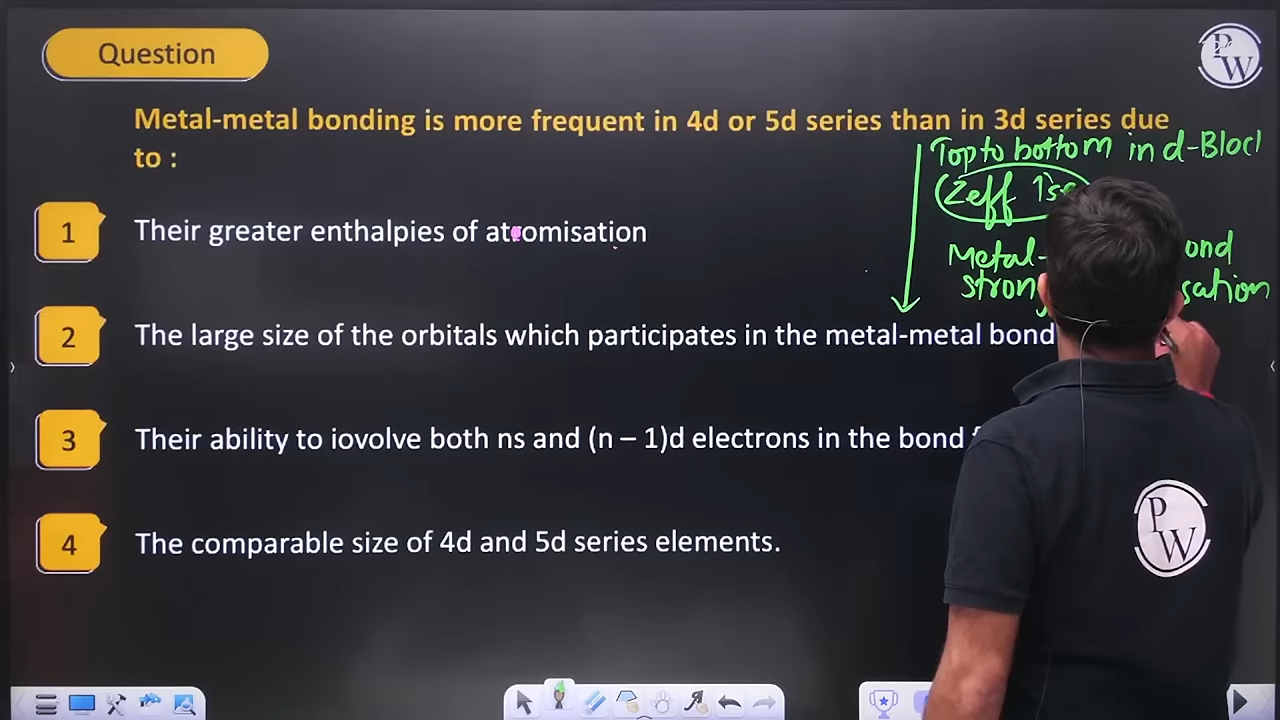 Question
P
W
Metal-metal bonding is more frequent in 4d or 5d series than in 3d series due
to :
Top to bottom in d-Bloc
Zeff
1
Their greater enthalpies of atomisation
Metal- ond
2
The large size of the orbitals which participates in the metal-metal bond
3
Their ability to iovolve both ns and (n – 1)d electrons in the bond
4
The comparable size of 4d and 5d series elements.
P
W